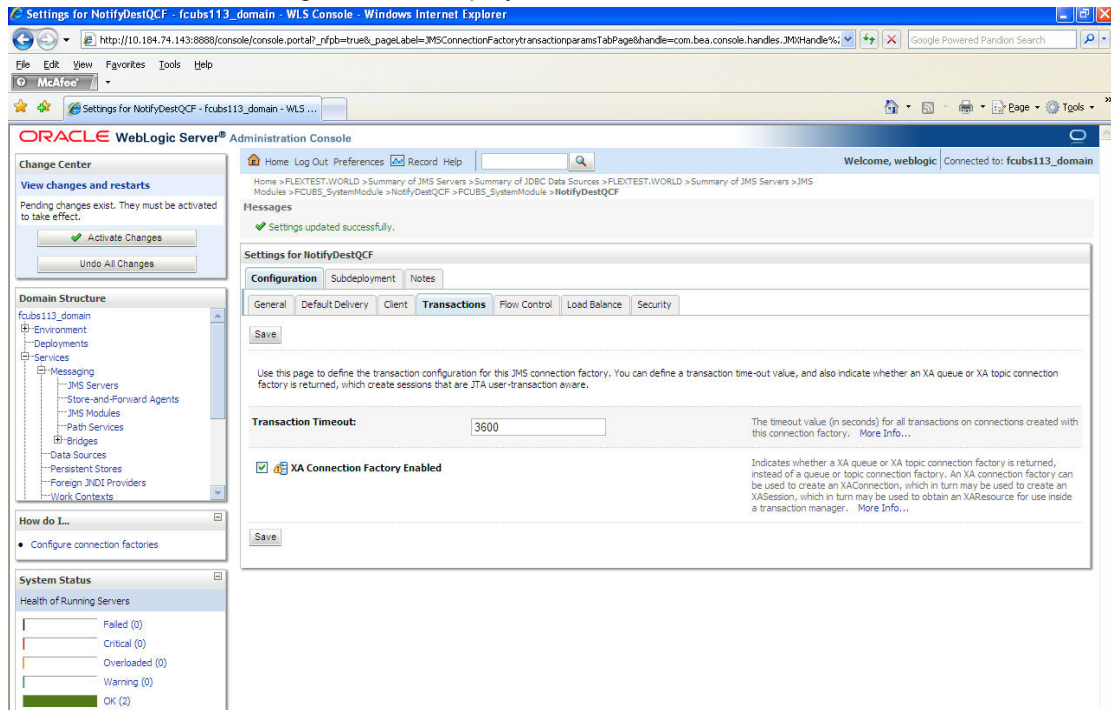 Settings for NotifyDestQCF - fcubs113_domain - WLS Console - Windows Internet Explorer
http://10.184.74.143:8888/console/console.portal?_nfpb=true&_pageLabel=JMSConnectionFactorytransactionparamsTabPage&handle=com.bea.console.handles.JMXHandle%
Google Powered Pandion Search
File Edit View Favorites Tools Help
McAfee
Settings for NotifyDestQCF - fcubs113_domain - WLS ...
Page Tools
ORACLE WebLogic Server® Administration Console
Change Center
View changes and restarts
Pending changes exist. They must be activated
to take effect.
Activate Changes
Undo All Changes
Domain Structure
fcubs113_domain
Environment
Deployments
Services
Messaging
JMS Servers
Store-and-Forward Agents
JMS Modules
Path Services
Bridges
Data Sources
Persistent Stores
Foreign JNDI Providers
Work Contexts
How do I...
Configure connection factories
System Status
Health of Running Servers
Failed (0)
Critical (0)
Overloaded (0)
Warning (0)
OK (2)
Home Log Out Preferences Record Help
Welcome, weblogic Connected to: fcubs113_domain
Home >FLEXTEST.WORLD >Summary of JMS Servers >Summary of JDBC Data Sources >FLEXTEST.WORLD >Summary of JMS Servers >JMS
Modules >FCUBS_SystemModule >NotifyDestQCF >FCUBS_SystemModule >NotifyDestQCF
Messages
Settings updated successfully.
Settings for NotifyDestQCF
Configuration Subdeployment Notes
General Default Delivery Client Transactions Flow Control Load Balance Security
Save
Use this page to define the transaction configuration for this JMS connection factory. You can define a transaction time-out value, and also indicate whether an XA queue or XA topic connection
factory is returned, which create sessions that are JTA user-transaction aware.
Transaction Timeout: 3600
The timeout value (in seconds) for all transactions on connections created with
this connection factory. More Info...
XA Connection Factory Enabled
Indicates whether a XA queue or XA topic connection factory is returned,
instead of a queue or topic connection factory. An XA connection factory can
be used to create an XAConnection, which in turn may be used to create an
XASession, which in turn may be used to obtain an XAResource for use inside
a transaction manager. More Info...
Save